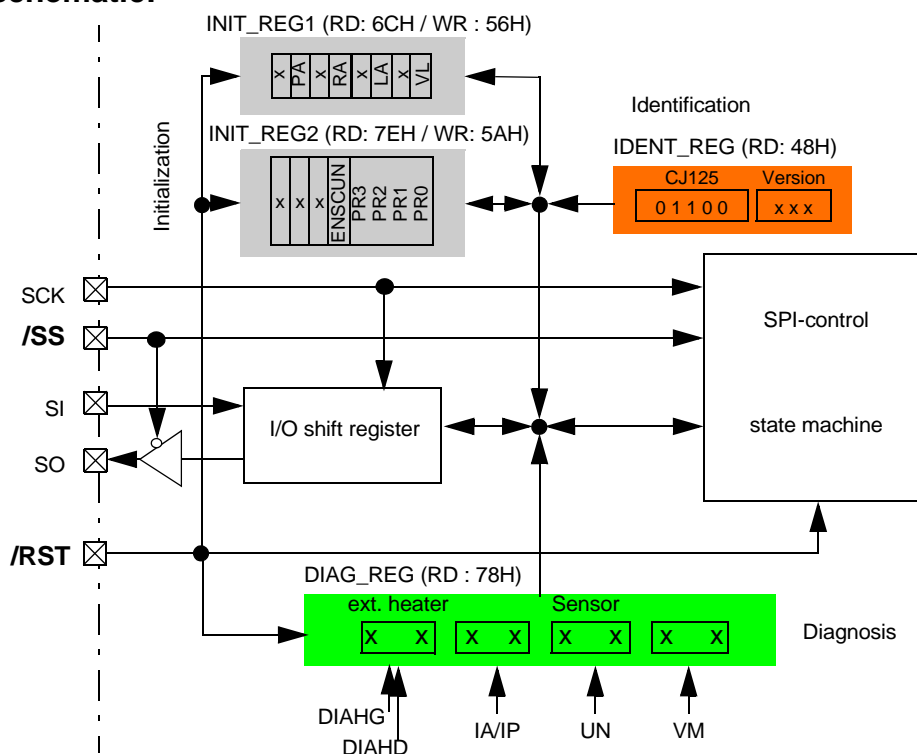 INIT_REG1 (RD: 6CH / WR : 56H)
x PA x RA x LA x VL
Initialization
INIT_REG2 (RD: 7EH / WR: 5AH)
x x x ENSCUN PR3 PR2 PR1 PR0
Identification
IDENT_REG (RD: 48H)
CJ125 Version
0 1 1 0 0 x x x
SCK
/SS
SI
SO
/RST
I/O shift register
SPI-control
state machine
DIAG_REG (RD : 78H)
ext. heater Sensor
x x x x x x x x
Diagnosis
DIAHG
DIAHD
IA/IP
UN
VM